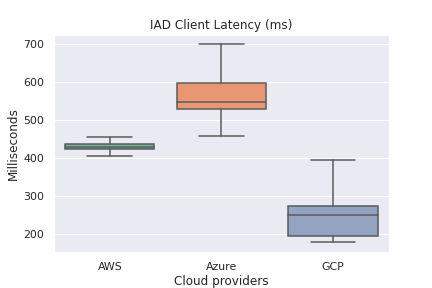 IAD Client Latency (ms)
Milliseconds
700
600
500
400
300
200
AWS Azure GCP
Cloud providers